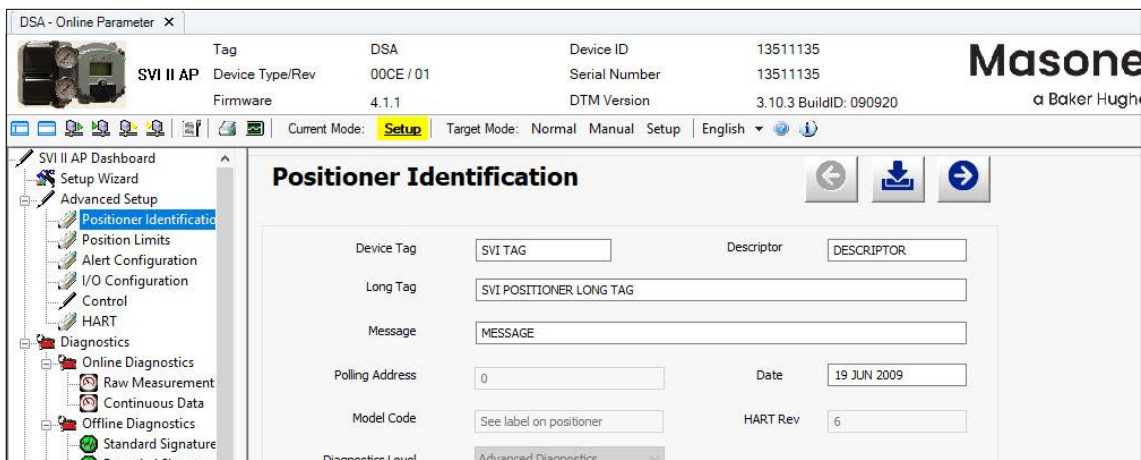 DSA - Online Parameter X
Tag DSA Device ID 13511135
SVI II AP Device Type/Rev 00CE / 01 Serial Number 13511135
Firmware 4.1.1 DTM Version 3.10.3 BuildID: 090920
Masone
a Baker Hughe
Current Mode: Setup Target Mode: Normal Manual Setup English
SVI II AP Dashboard
Setup Wizard
Advanced Setup
Positioner Identificatio
Position Limits
Alert Configuration
I/O Configuration
Control
HART
Diagnostics
Online Diagnostics
Raw Measurement
Continuous Data
Offline Diagnostics
Standard Signature
Positioner Identification
Device Tag SVI TAG Descriptor DESCRIPTOR
Long Tag SVI POSITIONER LONG TAG
Message MESSAGE
Polling Address 0 Date 19 JUN 2009
Model Code See label on positioner HART Rev 6
Diagnostics Level Advanced Diagnostics